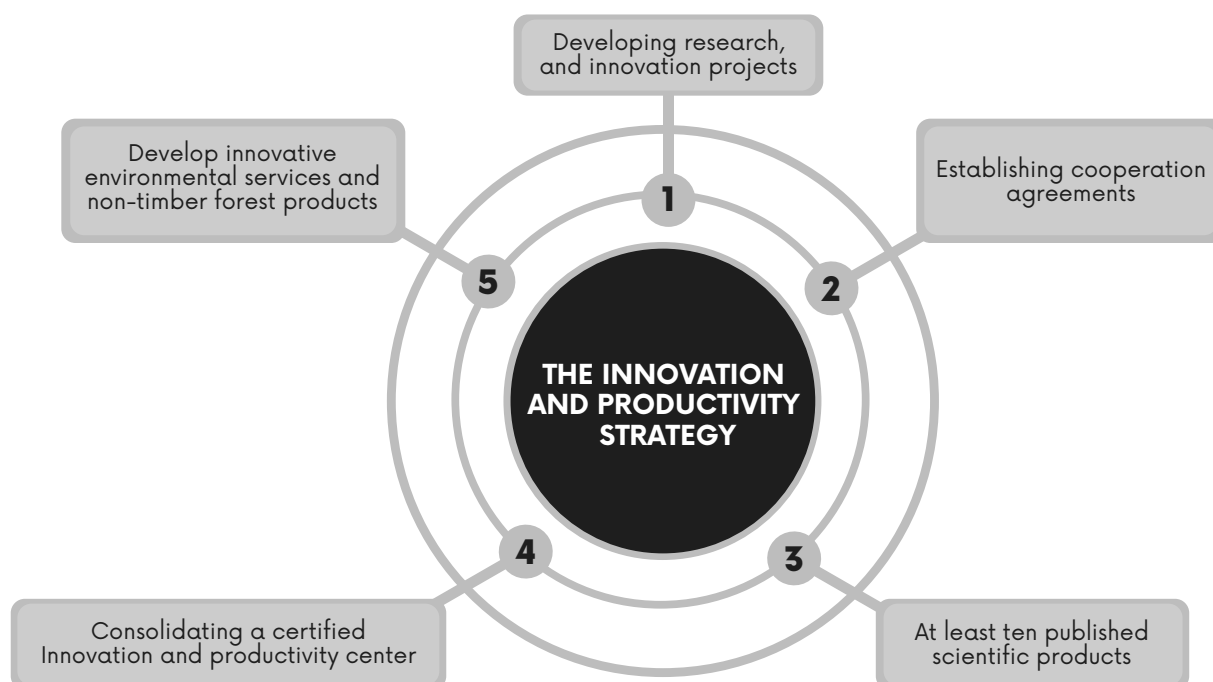 Developing research,
and innovation projects
1
Establishing cooperation
agreements
2
THE INNOVATION
AND PRODUCTIVITY
STRATEGY
3
At least ten published
scientific products
4
Consolidating a certified
Innovation and productivity center
5
Develop innovative
environmental services and
non-timber forest products